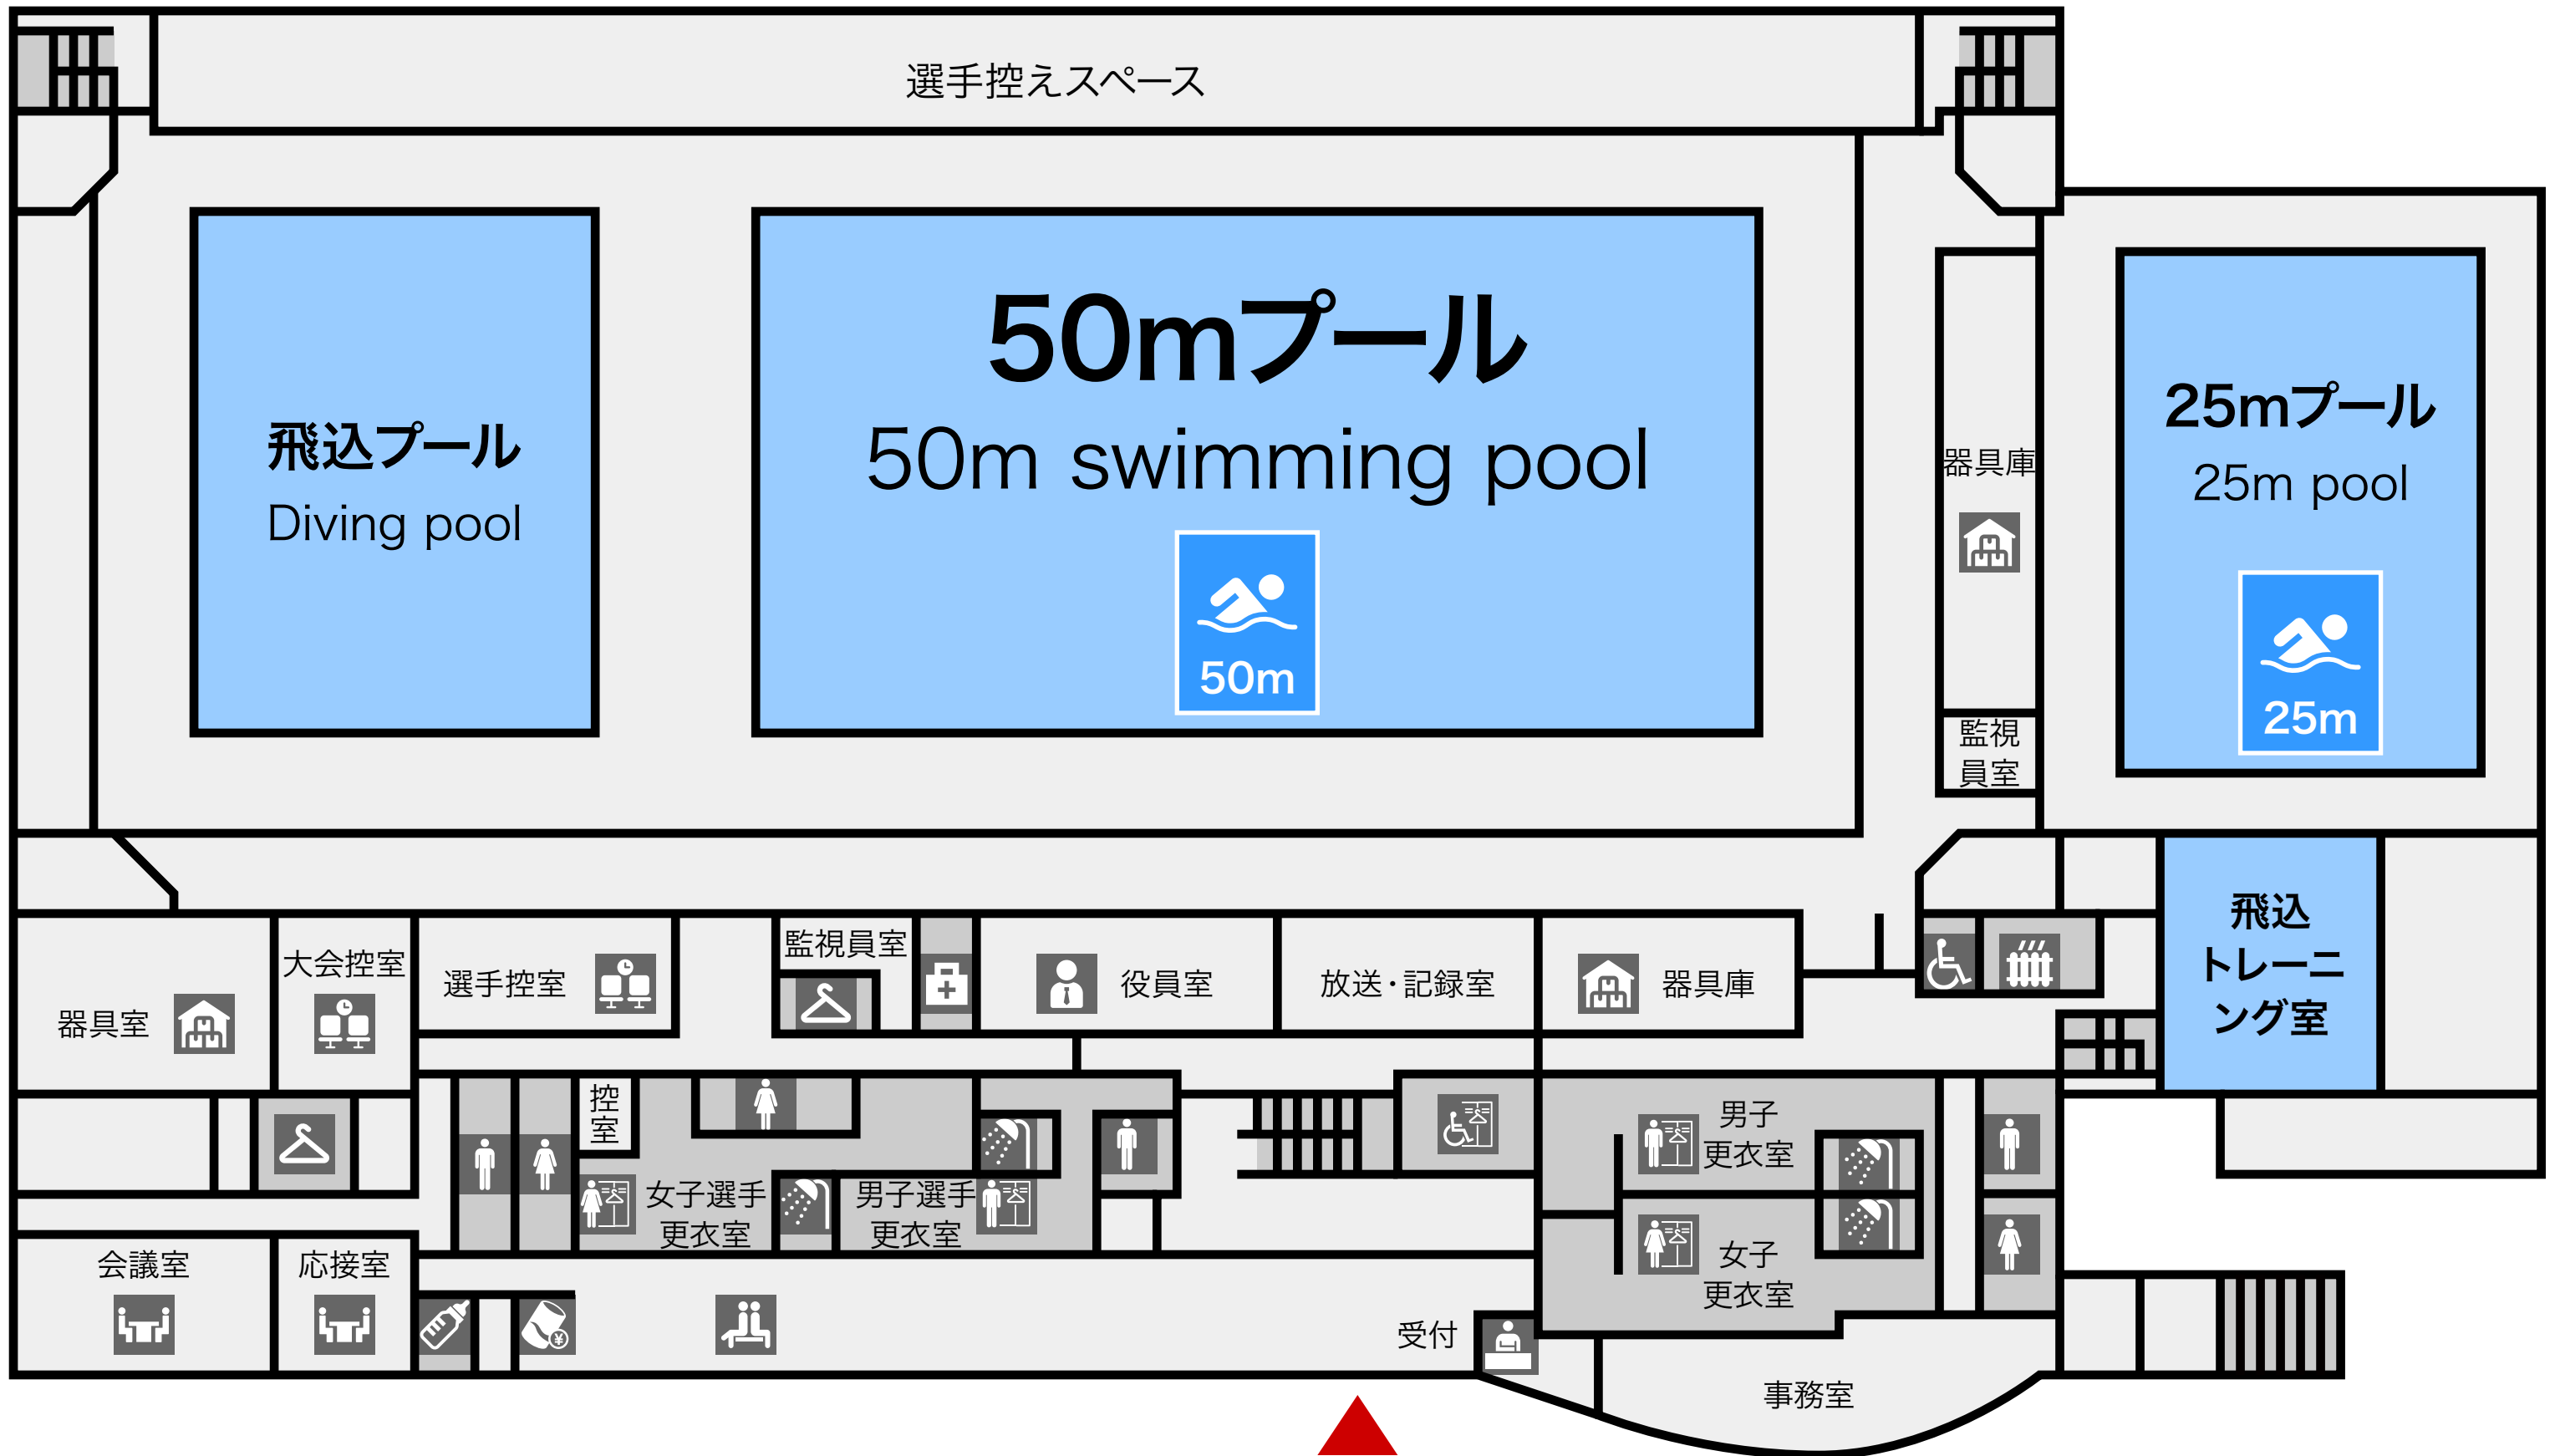 選手控えスペース
50mプール
50m swimming pool
50m
飛込プール
Diving pool
器具庫
25mプール
25m pool
25m
監視
員室
飛込
トレーニ
ング室
器具室
大会控室
選手控室
監視員室
役員室
放送・記録室
器具庫
控
室
女子選手
更衣室
男子選手
更衣室
男子
更衣室
女子
更衣室
会議室
応接室
¥
受付
事務室